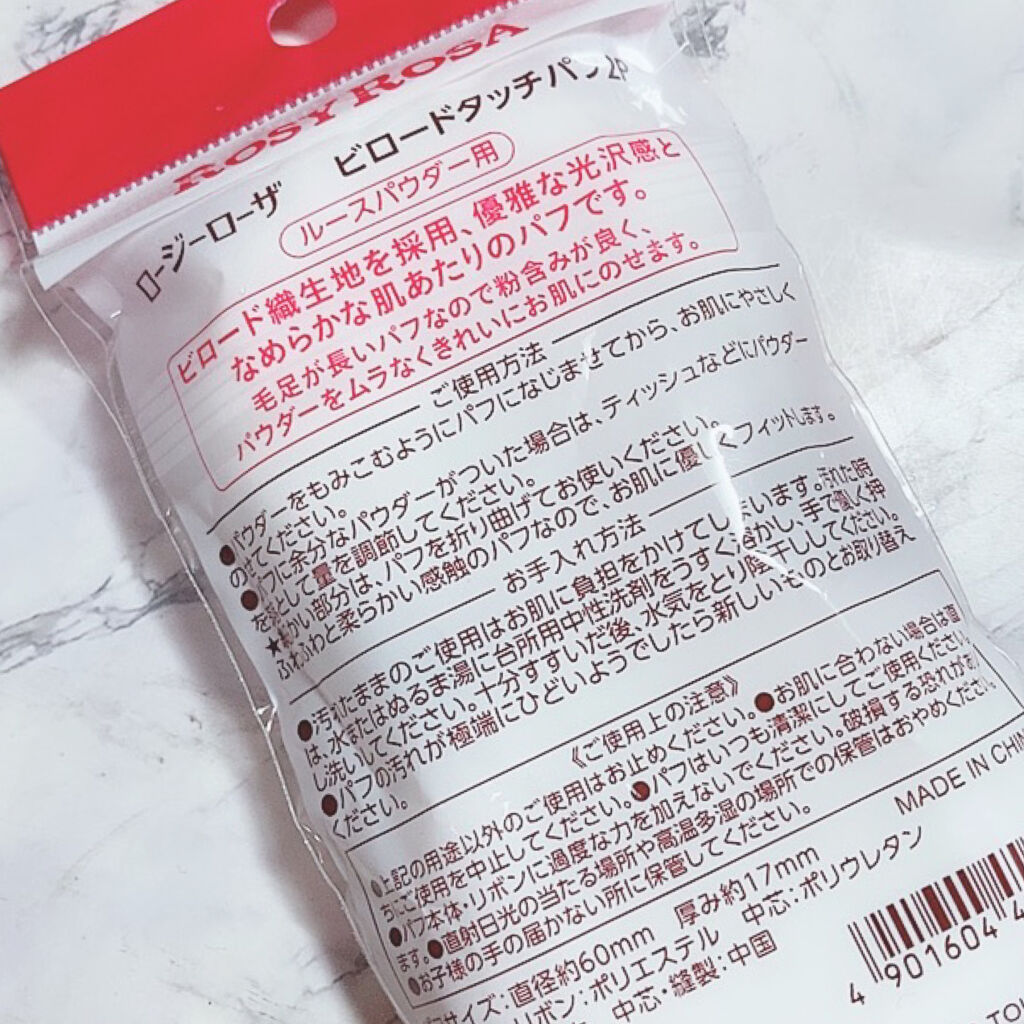 ROSY ROSA
ロージーローザ ビロードタッチパフ2P
ルースパウダー用
ビロード織生地を採用、優雅な光沢感と
なめらかな肌あたりのパフです。
毛足が長いパフなので粉含みが良く、
パウダーをムラなくきれいにお肌にのせます。
ご使用方法
●パウダーをもみこむようにパフになじませてから、お肌にやさしく
のせてください。
●パフに余分なパウダーがついた場合は、ティッシュなどにパウダー
を落として量を調節してください。
★細かい部分は、パフを折り曲げてお使いください。
ふわふわと柔らかい感触のパフなので、お肌に優しくフィットします。
お手入れ方法
●汚れたままのご使用はお肌に負担をかけてしまいます。汚れた時
は、水またはぬるま湯に台所用中性洗剤をうすく溶かし、手で優しく押
し洗いしてください。十分すすいだ後、水気をとり陰干ししてください。
●パフの汚れが極端にひどいようでしたら新しいものとお取り替え
ください。
《ご使用上の注意》
●上記の用途以外のご使用はお止めください。●お肌に合わない場合は直
ちにご使用を中止してください。●パフはいつも清潔にしてご使用ください。
●パフ本体・リボンに過度な力を加えないでください。破損する恐れがあり
ます。●直射日光の当たる場所や高温多湿の場所での保管はおやめください。
●お子様の手の届かない所に保管してください。
サイズ:直径約60mm 厚み約17mm
リボン:ポリエステル 中芯:ポリウレタン
中芯・縫製:中国
MADE IN CHIN
4 901604 4